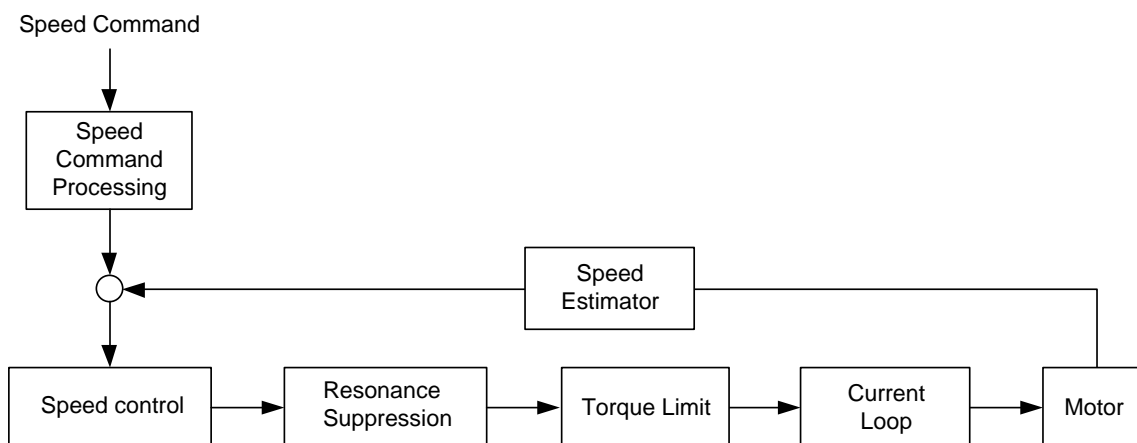 Speed Command
Speed
Command
Processing
Speed
Estimator
Speed control
Resonance
Suppression
Torque Limit
Current
Loop
Motor